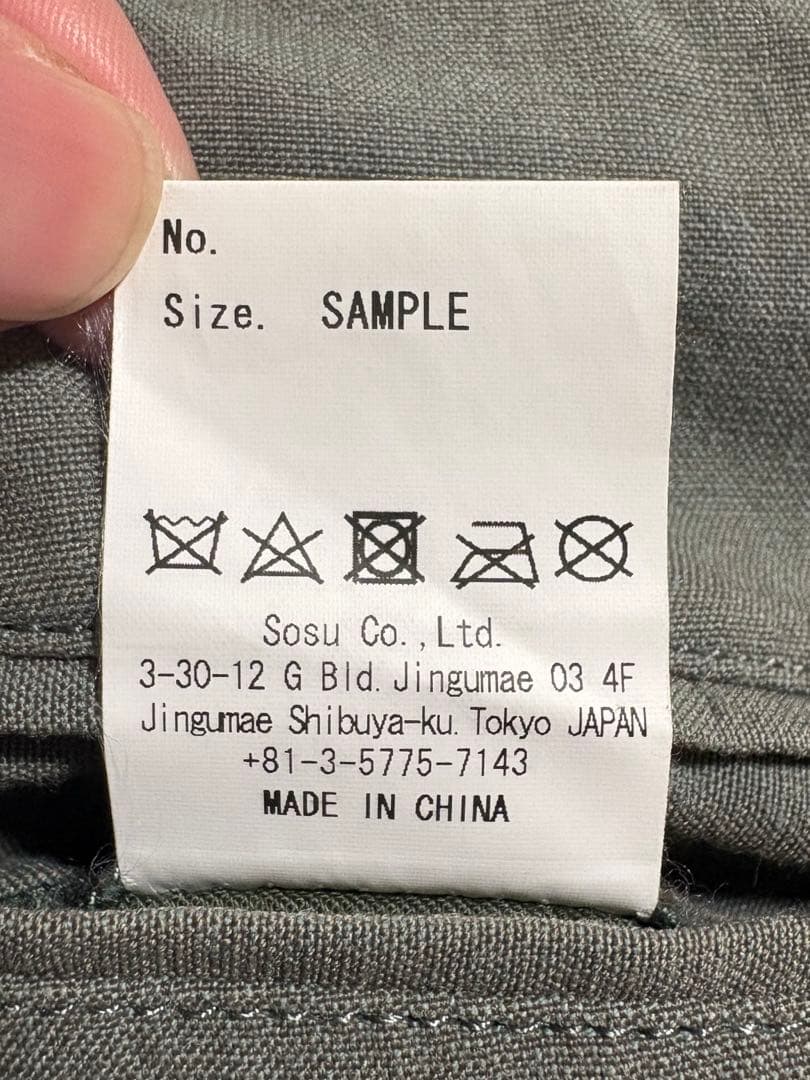 No.
Size. SAMPLE
Sosu Co.,Ltd.
3-30-12 G Bld. Jingumae 03 4F
Jingumae Shibuya-ku. Tokyo JAPAN
+81-3-5775-7143
MADE IN CHINA